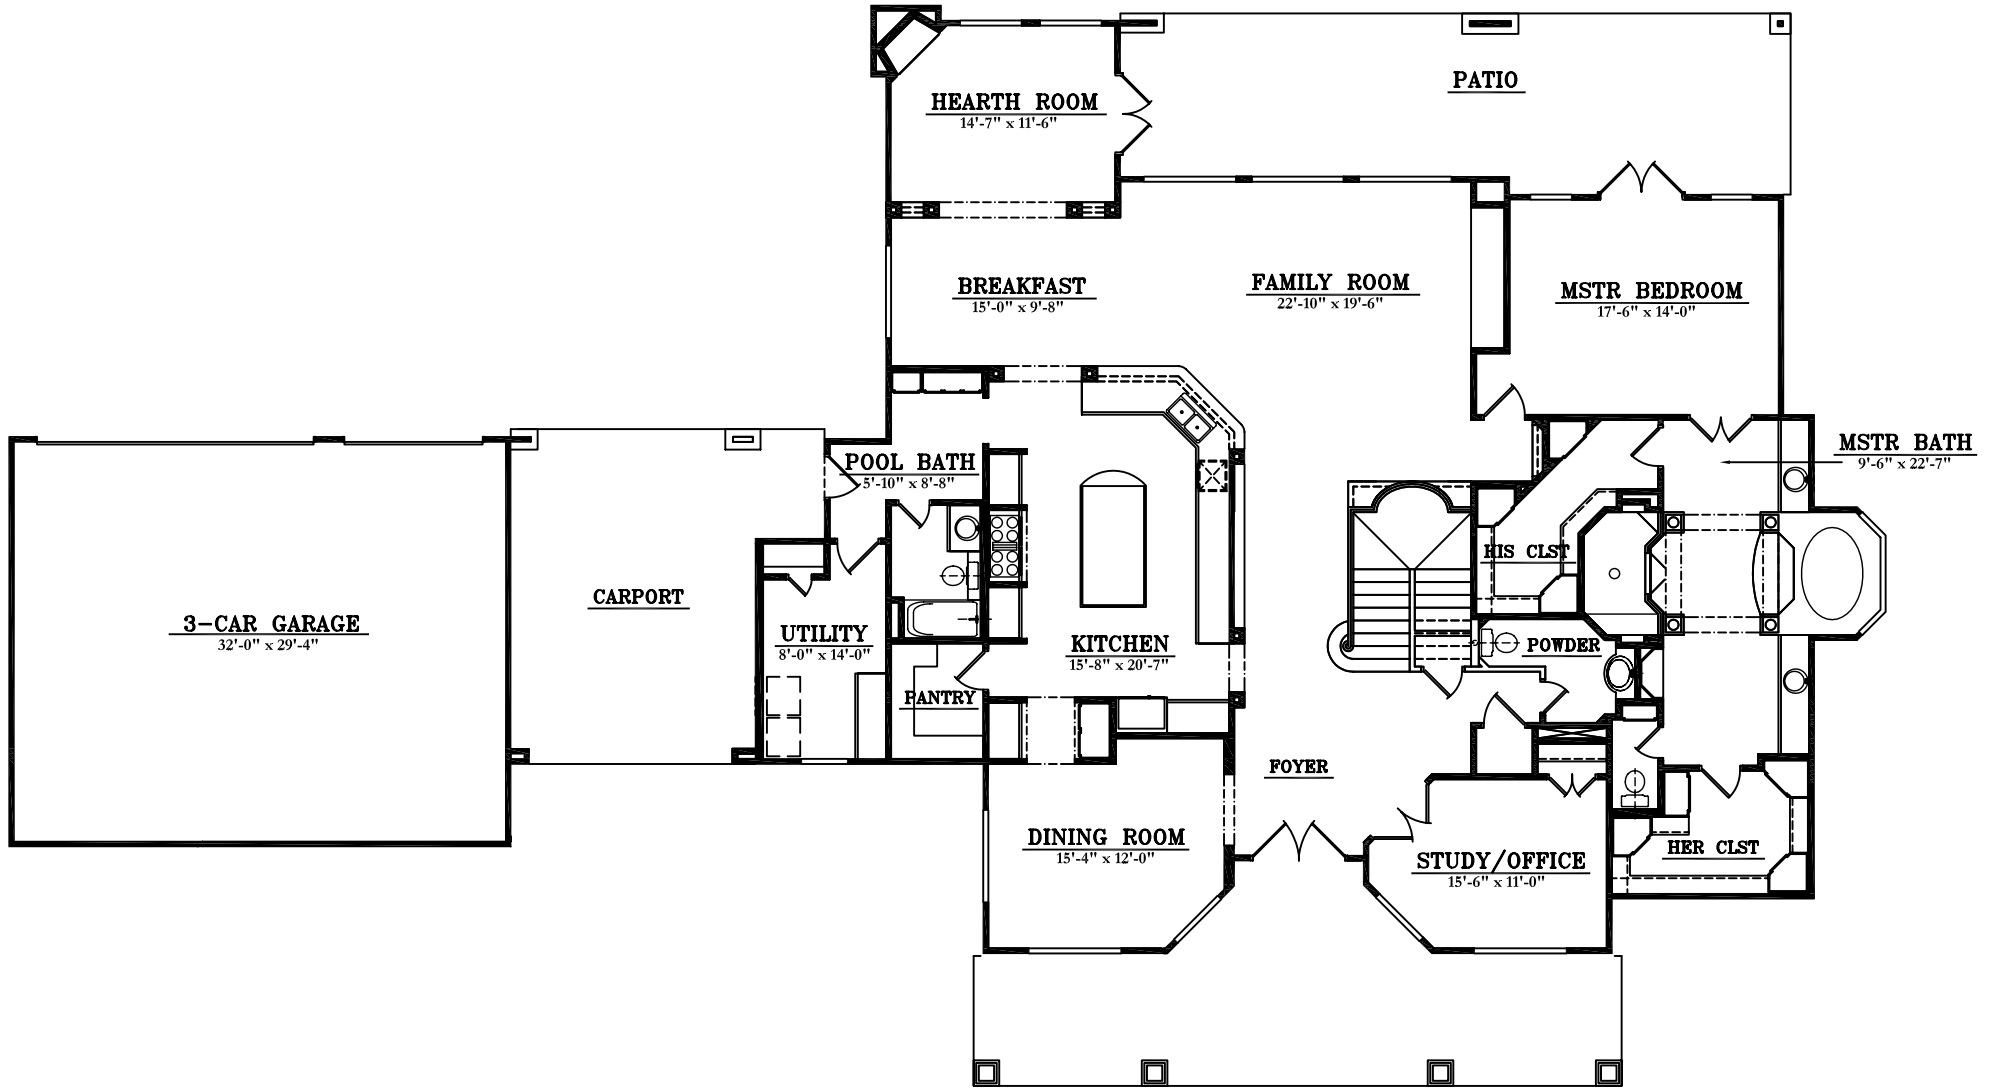 PATIO
HEARTH ROOM
14'-7" x 11'-6"
BREAKFAST
15'-0" x 9'-8"
FAMILY ROOM
22'-10" x 19'-6"
MSTR BEDROOM
17'-6" x 14'-0"
MSTR BATH
9'-6" x 22'-7"
POOL BATH
5'-10" x 8'-8"
HIS CLST
CARPORT
3-CAR GARAGE
32'-0" x 29'-4"
UTILITY
8'-0" x 14'-0"
KITCHEN
15'-8" x 20'-7"
POWDER
PANTRY
FOYER
DINING ROOM
15'-4" x 12'-0"
STUDY/OFFICE
15'-6" x 11'-0"
HER CLST